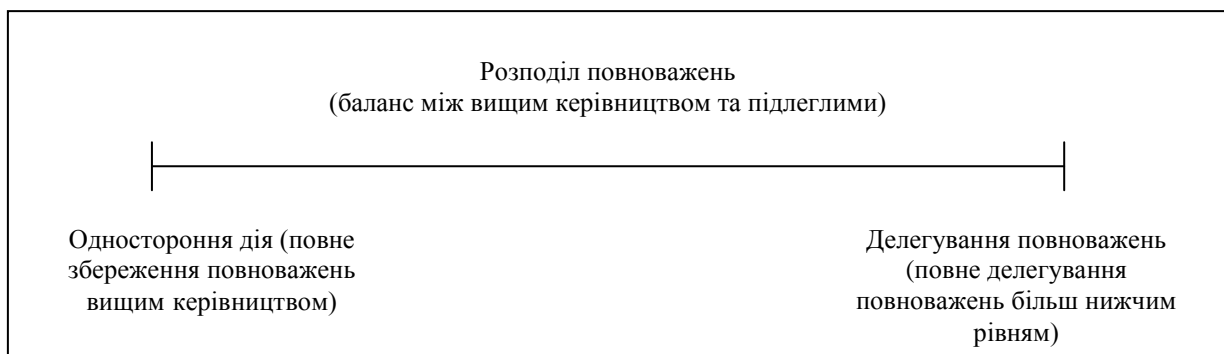 Розподіл повноважень
(баланс між вищим керівництвом та підлеглими)
Одностороння дія (повне
збереження повноважень
вищим керівництвом)
Делегування повноважень
(повне делегування
повноважень більш нижчим
рівням)